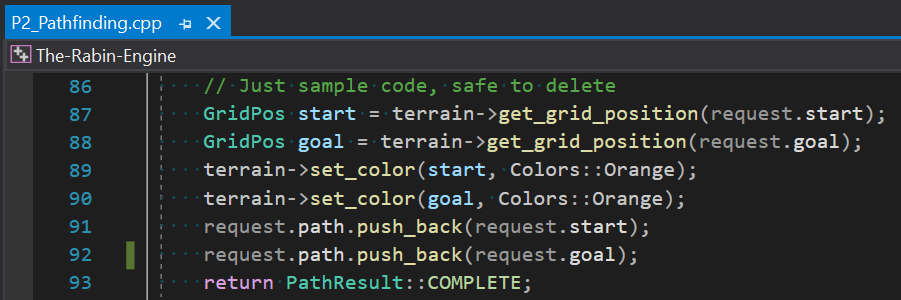 P2_Pathfinding.cpp
The-Rabin-Engine
86 // Just sample code, safe to delete
87 GridPos start = terrain->get_grid_position(request.start);
88 GridPos goal = terrain->get_grid_position(request.goal);
89 terrain->set_color(start, Colors::Orange);
90 terrain->set_color(goal, Colors::Orange);
91 request.path.push_back(request.start);
92 request.path.push_back(request.goal);
93 return PathResult::COMPLETE;